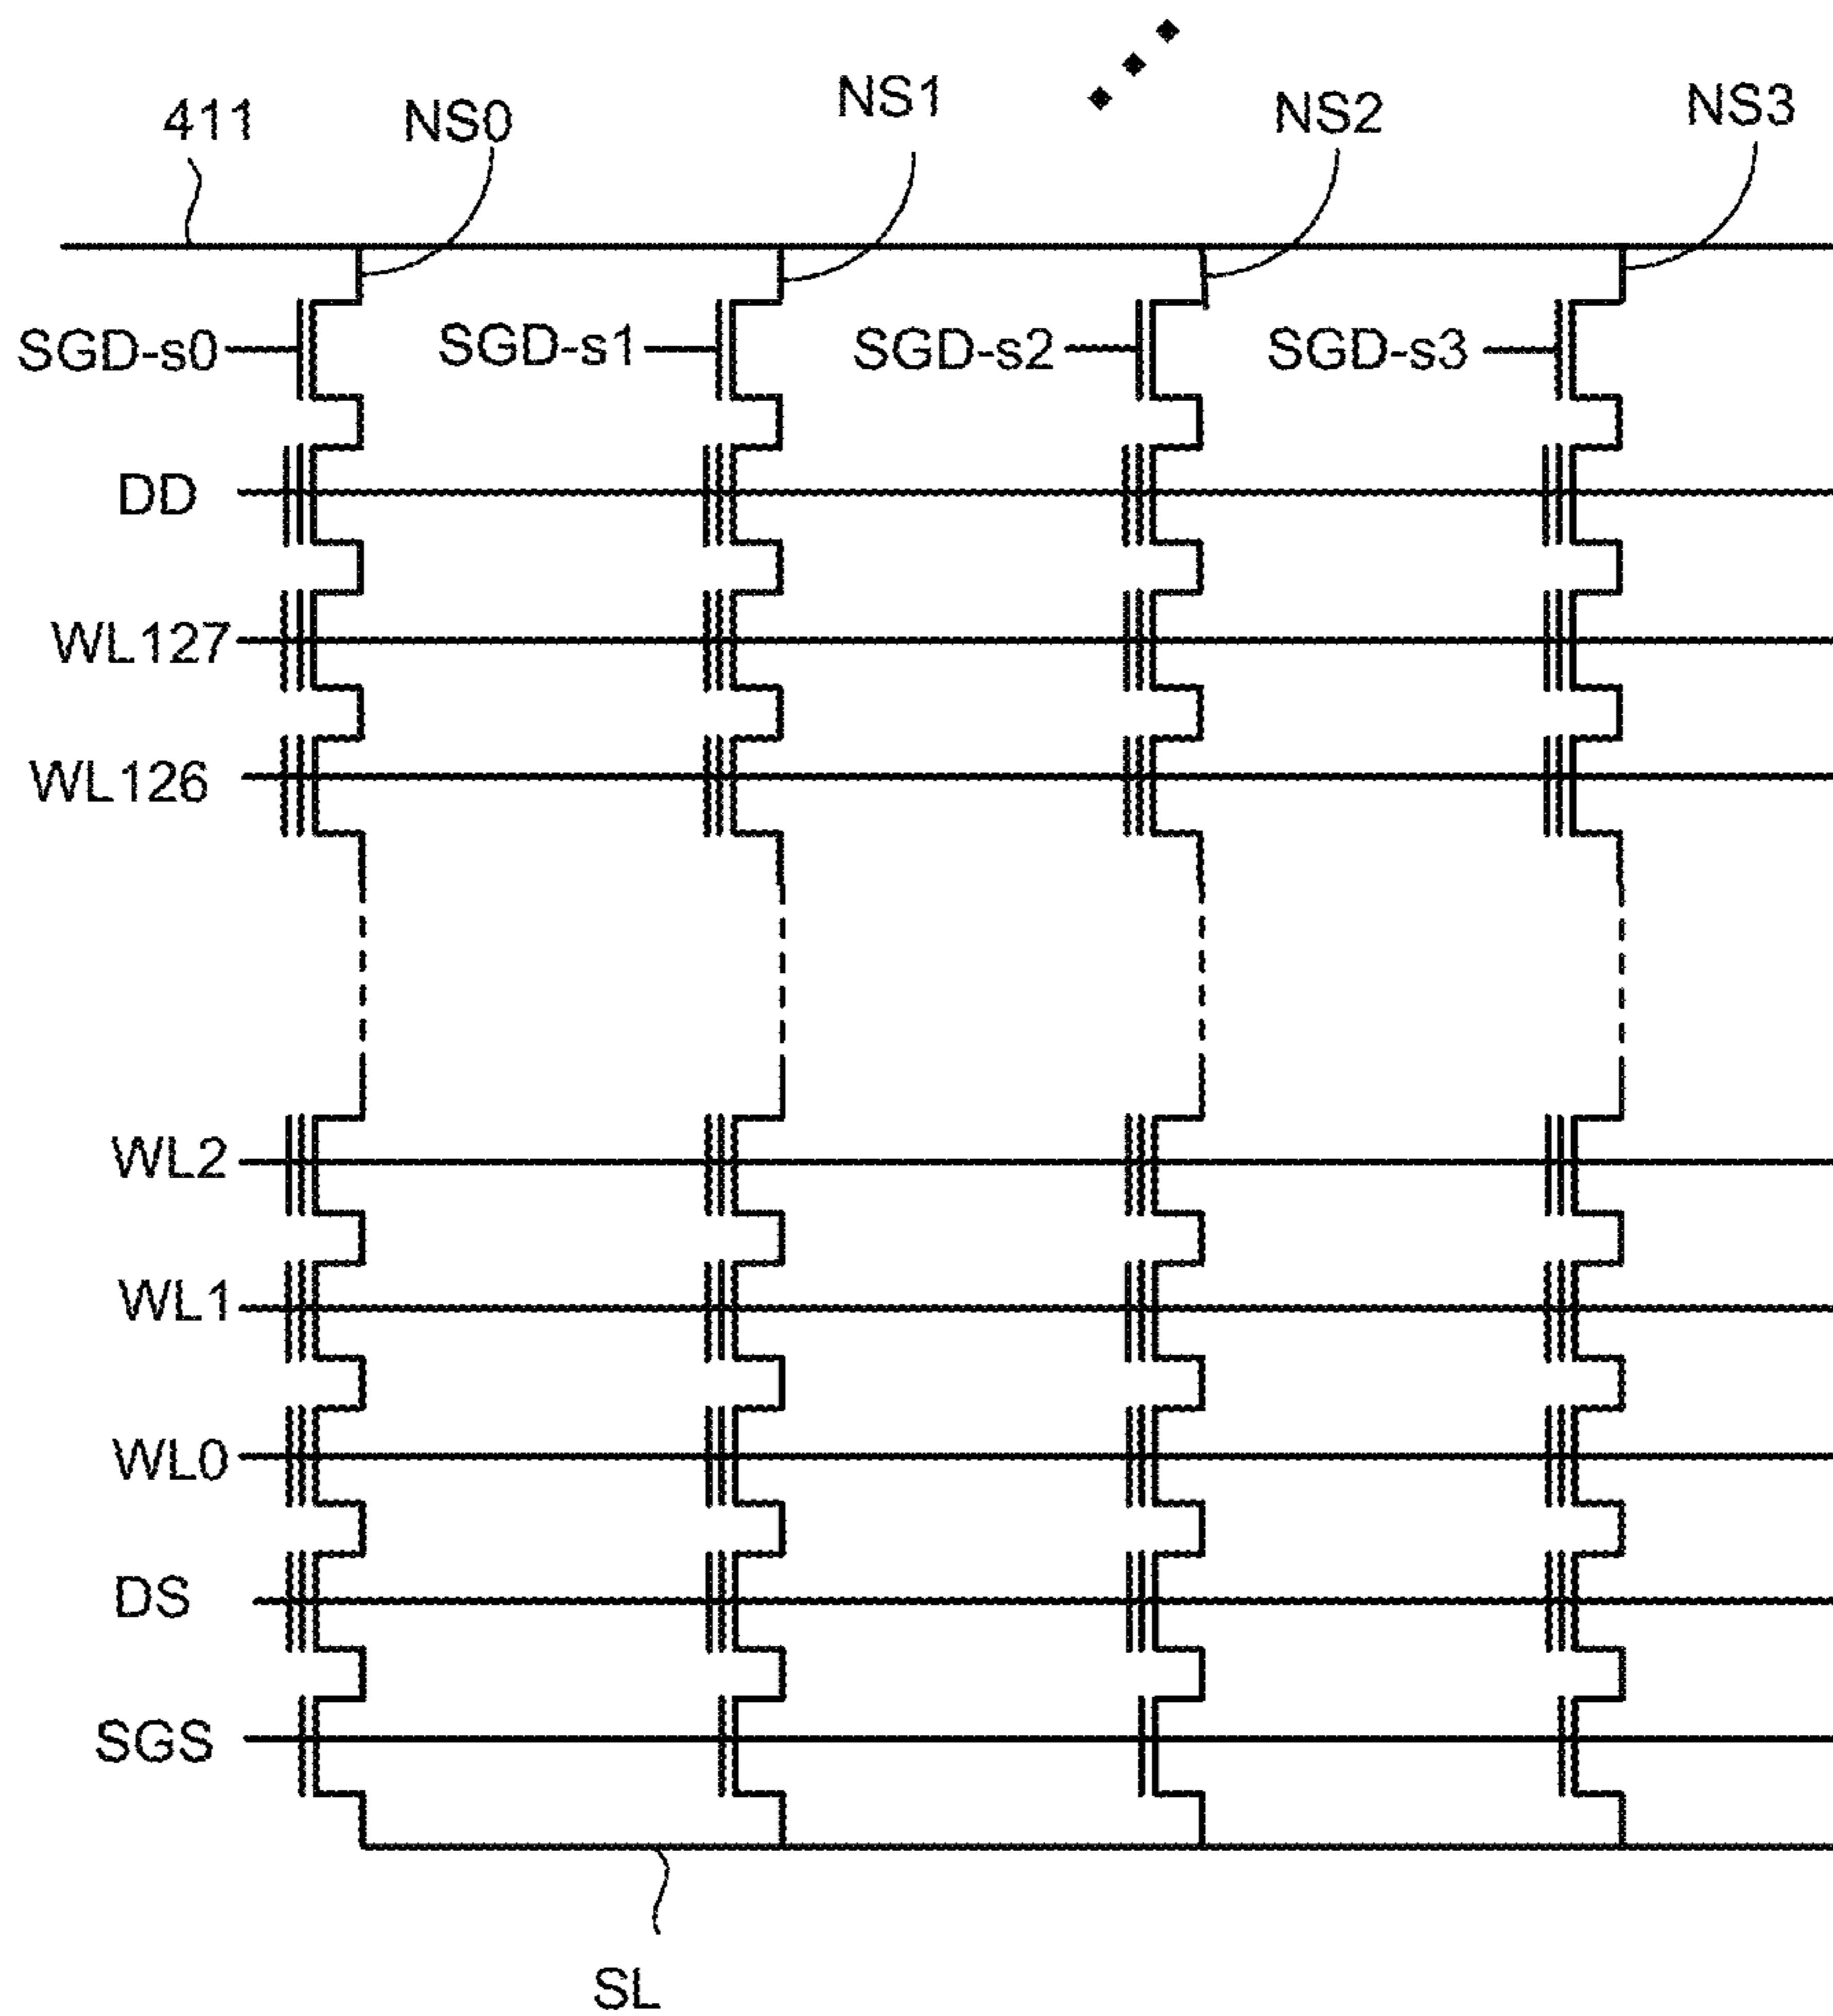 411
NS0
NS1
NS2
NS3
SGD-s0
SGD-s1
SGD-s2
SGD-s3
DD
WL127
WL126
WL2
WL1
WL0
DS
SGS
SL